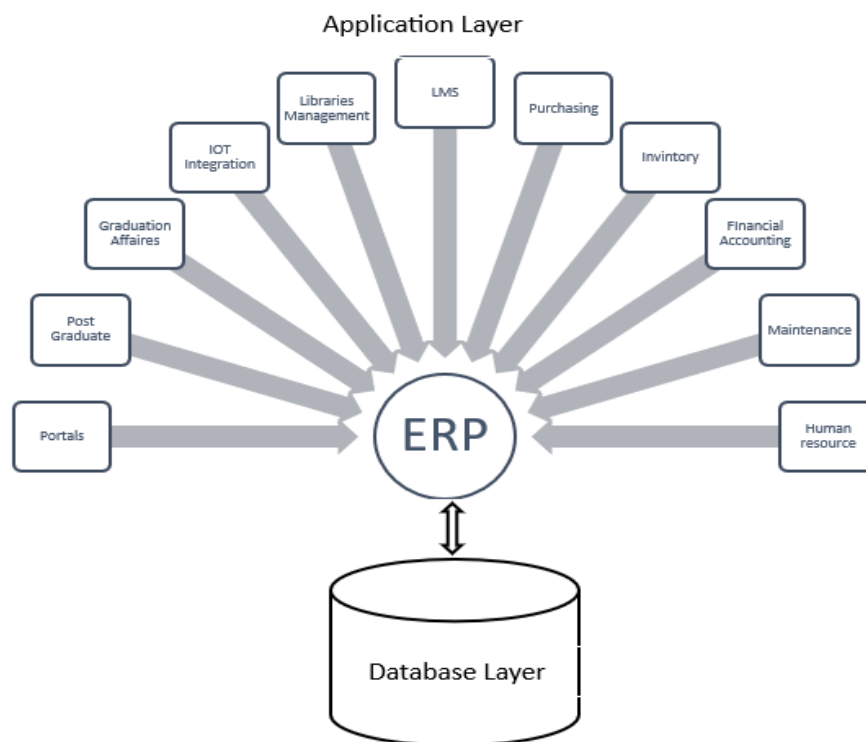 Application Layer
LMS
Libraries
Management
Purchasing
IOT
Integration
Invintory
Graduation
Affaires
FInancial
Accounting
Post
Graduate
Maintenance
Portals
ERP
Human
resource
Database Layer